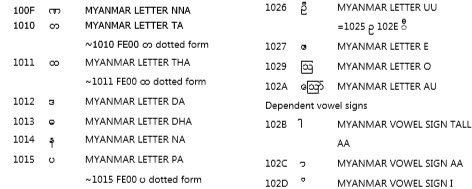 100F ဏ MYANMAR LETTER NNA
1010 တ MYANMAR LETTER TA
~1010 FE00 တ︀ dotted form
1011 ထ MYANMAR LETTER THA
~1011 FE00 ထ︀ dotted form
1012 ဒ MYANMAR LETTER DA
1013 ဓ MYANMAR LETTER DHA
1014 န MYANMAR LETTER NA
1015 ပ MYANMAR LETTER PA
~1015 FE00 ပ︀ dotted form
1026 ဦ MYANMAR LETTER UU
=1025 ဥ 102E ီ
1027 ဧ MYANMAR LETTER E
1029 ဩ MYANMAR LETTER O
102A ဪ MYANMAR LETTER AU
Dependent vowel signs
102B ါ MYANMAR VOWEL SIGN TALL
AA
102C ာ MYANMAR VOWEL SIGN AA
102D ိ MYANMAR VOWEL SIGN I